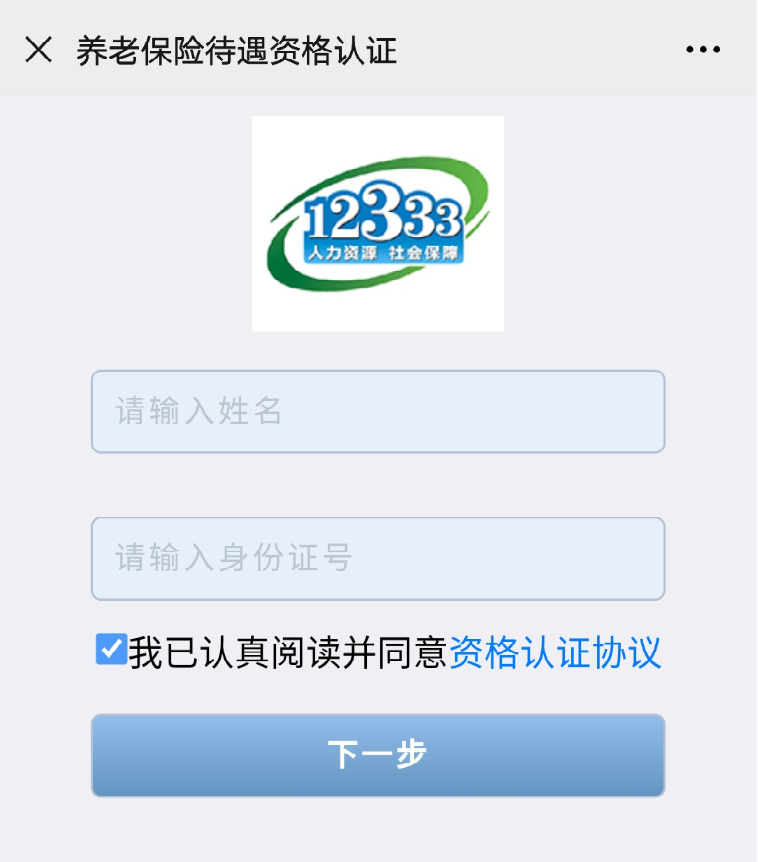 养老保险待遇资格认证
12333
人力资源 社会保障
请输入姓名
请输入身份证号
我已认真阅读并同意资格认证协议
下一步